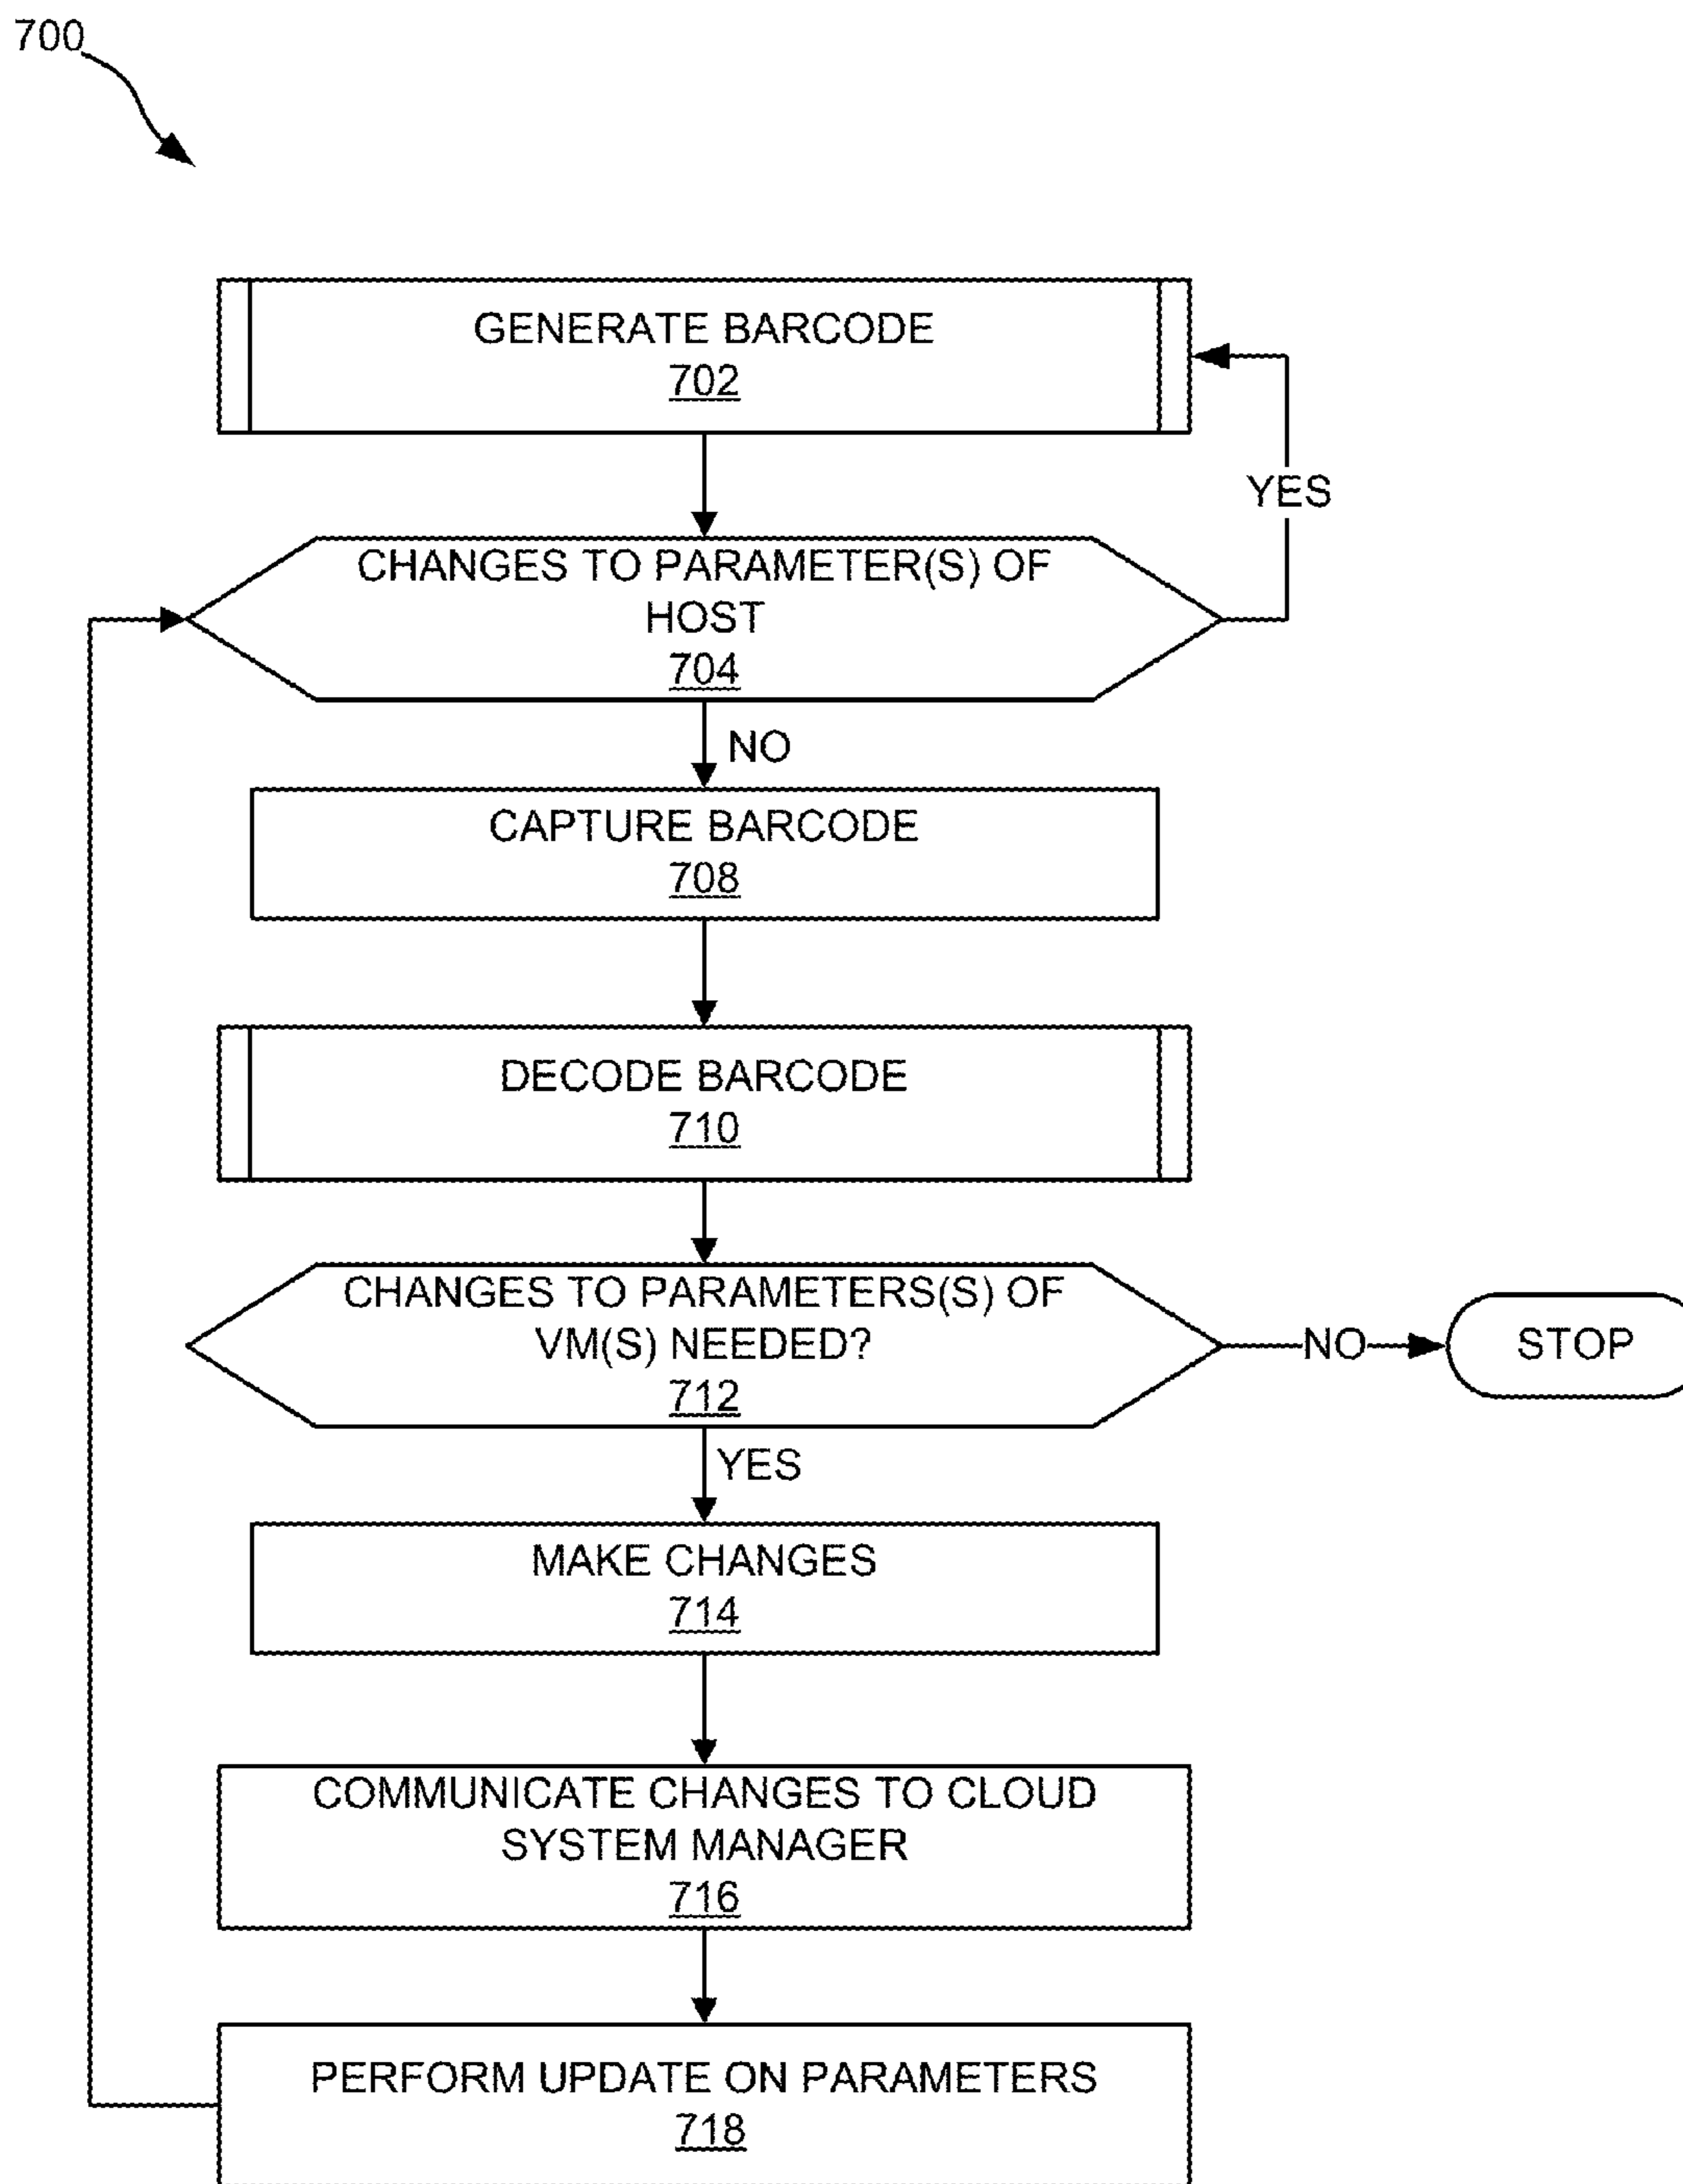 700
GENERATE BARCODE
702
YES
CHANGES TO PARAMETER(S) OF
HOST
704
NO
CAPTURE BARCODE
708
DECODE BARCODE
710
CHANGES TO PARAMETERS(S) OF
VM(S) NEEDED?
712
NO
STOP
YES
MAKE CHANGES
714
COMMUNICATE CHANGES TO CLOUD
SYSTEM MANAGER
716
PERFORM UPDATE ON PARAMETERS
718